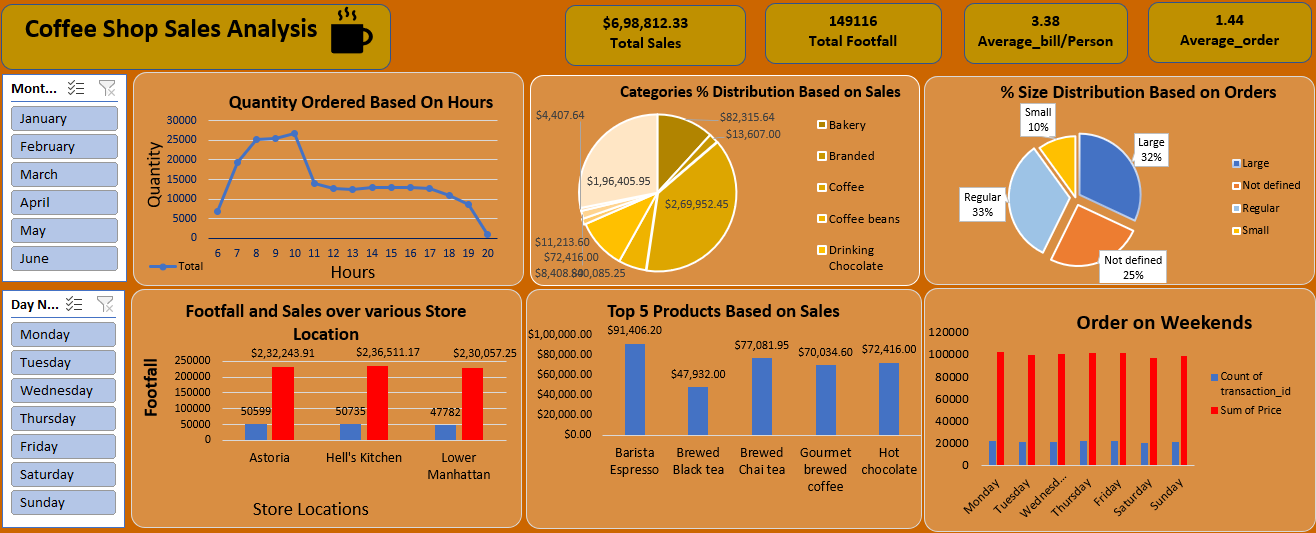 Coffee Shop Sales Analysis
$6,98,812.33
Total Sales
149116
Total Footfall
3.38
Average_bill/Person
1.44
Average_order
Mont...
January
February
March
April
May
June
Day N...
Monday
Tuesday
Wednesday
Thursday
Friday
Saturday
Sunday
Quantity Ordered Based On Hours
Quantity
30000
25000
20000
15000
10000
5000
0
6 7 8 9 10 11 12 13 14 15 16 17 18 19 20
Total
Hours
Categories % Distribution Based on Sales
$4,407.64
$82,315.64
$13,607.00
$1,96,405.95
$2,69,952.45
$11,213.60
$72,416.00
$8,408.80
$40,085.25
Bakery
Branded
Coffee
Coffee beans
Drinking
Chocolate
% Size Distribution Based on Orders
Small
10%
Large
32%
Regular
33%
Not defined
25%
Large
Not defined
Regular
Small
Footfall and Sales over various Store
Location
Footfall
250000
200000
150000
100000
50000
0
$2,32,243.91
$2,36,511.17
$2,30,057.25
50599
50735
47782
Astoria
Hell's Kitchen
Lower
Manhattan
Store Locations
Top 5 Products Based on Sales
$1,00,000.00
$80,000.00
$60,000.00
$40,000.00
$20,000.00
$0.00
$91,406.20
$47,932.00
$77,081.95
$70,034.60
$72,416.00
Barista
Espresso
Brewed
Black tea
Brewed
Chai tea
Gourmet
brewed
coffee
Hot
chocolate
Order on Weekends
120000
100000
80000
60000
40000
20000
0
Monday
Tuesday
Wednesd...
Thursday
Friday
Saturday
Sunday
Count of
transaction_id
Sum of Price